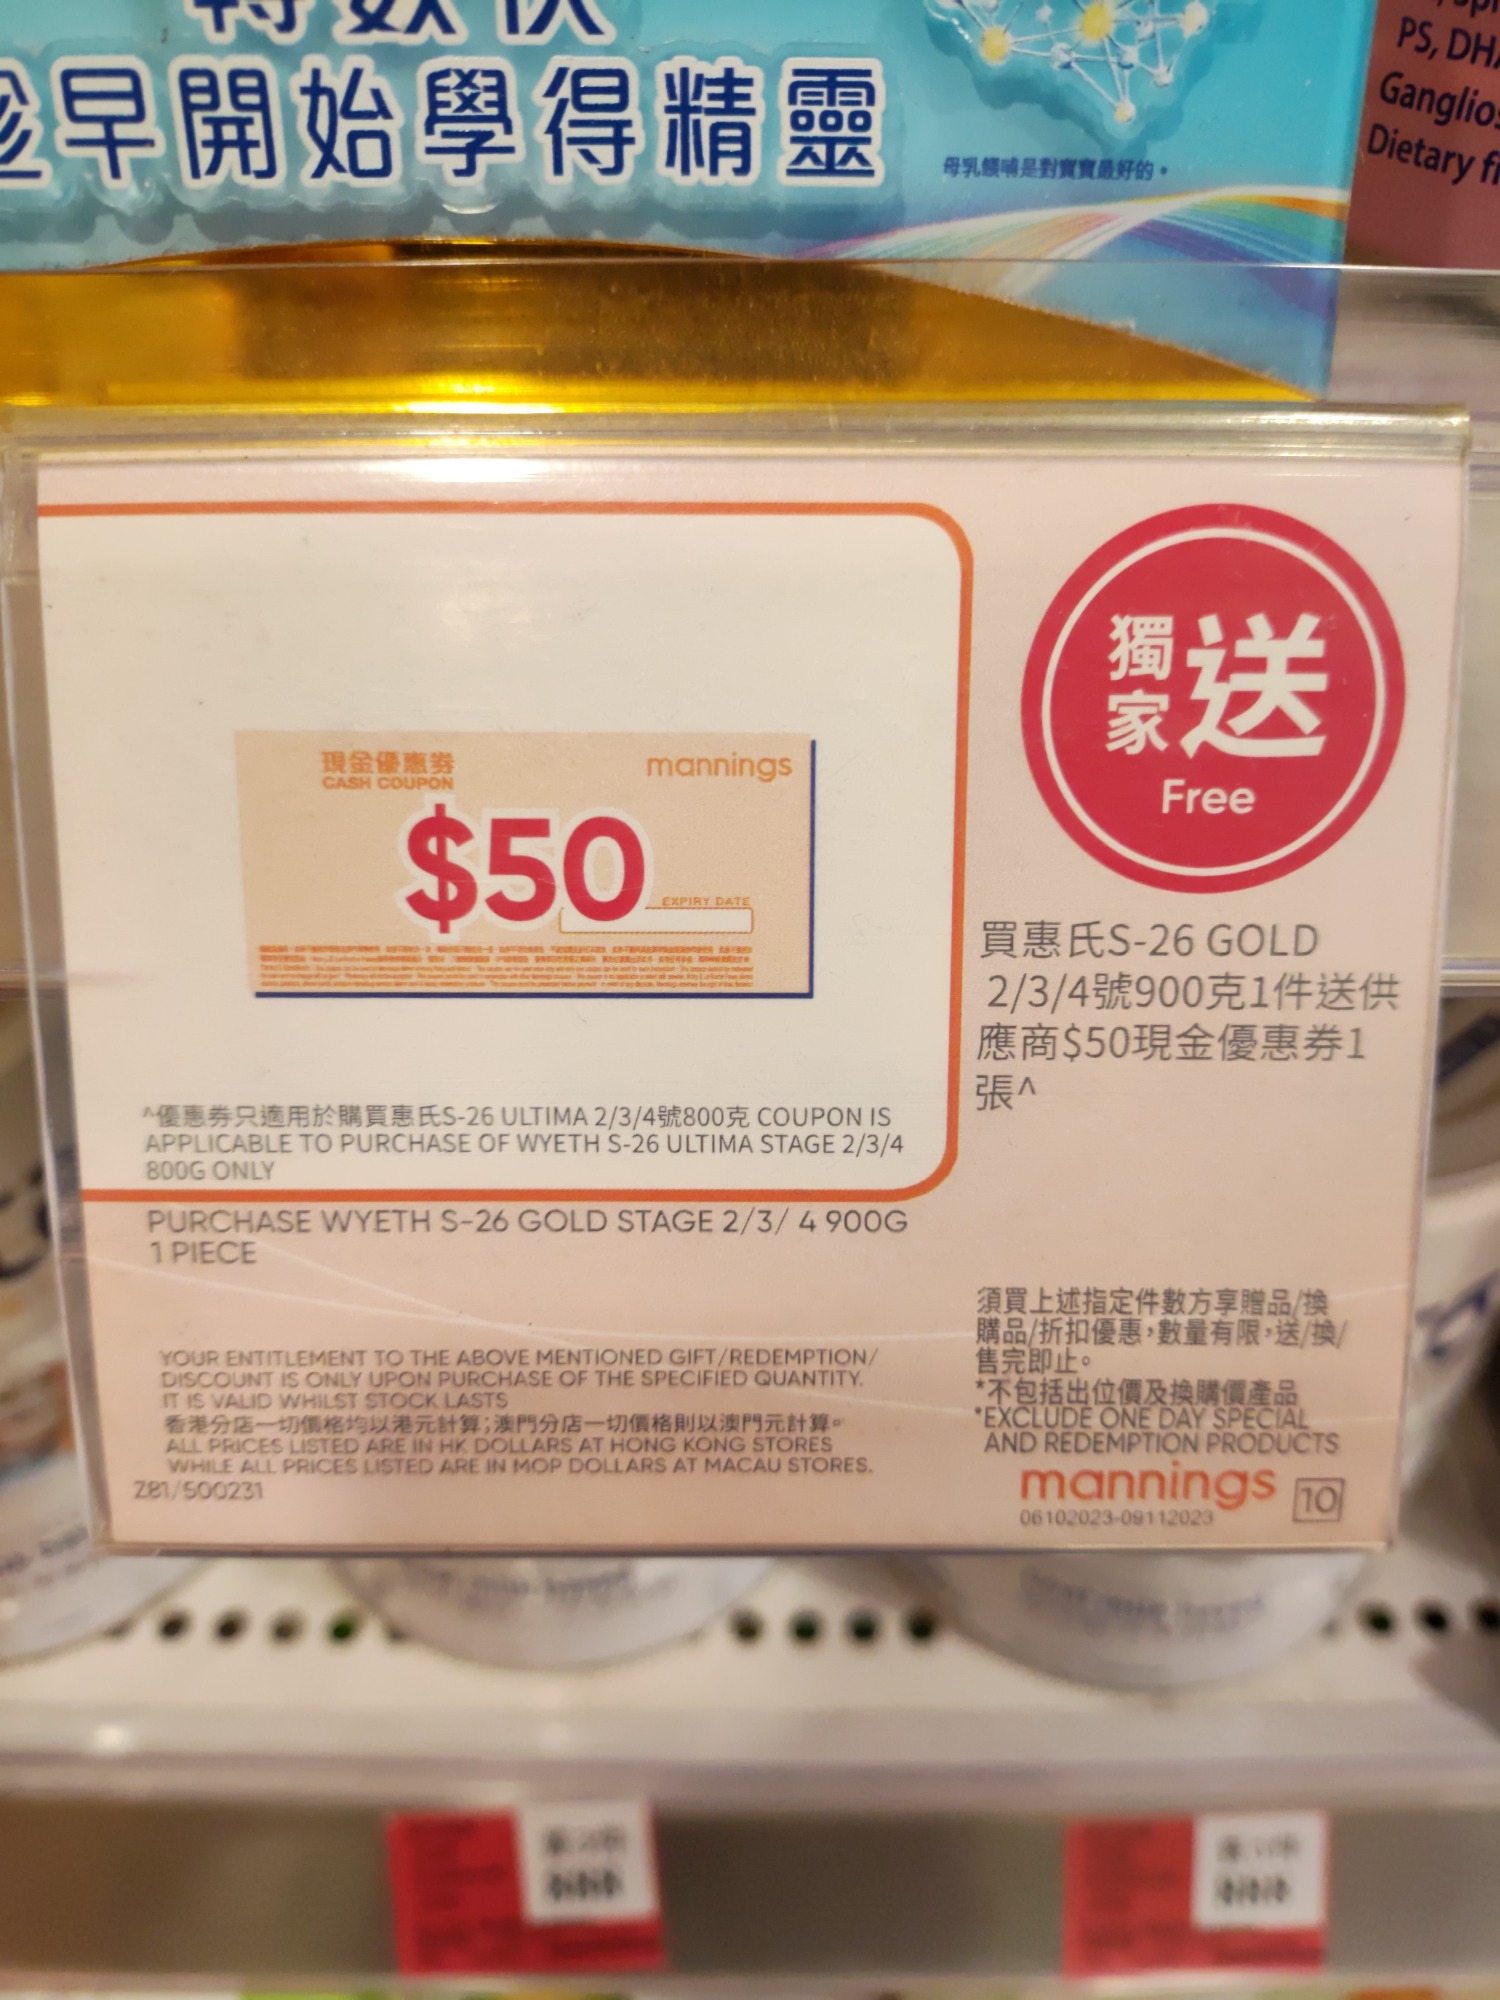 早開始學得精靈
母乳餵哺是對寶寶最好的。
PS, DHA
Dietary
獨家送
Free
現金優惠券
CASH COUPON
mannings
$50
EXPIRY DATE
買惠氏S-26 GOLD
2/3/4號900克1件送供
應商$50現金優惠券1
張^
^優惠券只適用於購買惠氏S-26 ULTIMA 2/3/4號800克 COUPON IS
APPLICABLE TO PURCHASE OF WYETH S-26 ULTIMA STAGE 2/3/4
800G ONLY
PURCHASE WYETH S-26 GOLD STAGE 2/3/ 4 900G
1 PIECE
YOUR ENTITLEMENT TO THE ABOVE MENTIONED GIFT/REDEMPTION/
DISCOUNT IS ONLY UPON PURCHASE OF THE SPECIFIED QUANTITY.
IT IS VALID WHILST STOCK LASTS
香港分店一切價格均以港元計算;澳門分店一切價格則以澳門元計算。
ALL PRICES LISTED ARE IN HK DOLLARS AT HONG KONG STORES
WHILE ALL PRICES LISTED ARE IN MOP DOLLARS AT MACAU STORES.
Z81/500231
須買上述指定件數方享贈品/換
購品/折扣優惠,數量有限,送/換/
售完即止。
*不包括出位價及換購價產品
*EXCLUDE ONE DAY SPECIAL
AND REDEMPTION PRODUCTS
mannings
10
06102023-09112023